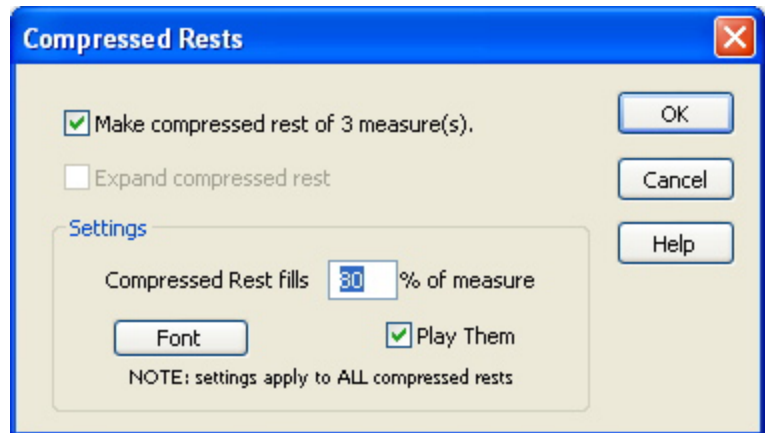 Compressed Rests
Make compressed rest of 3 measure(s).
OK
Expand compressed rest
Cancel
Settings
Help
Compressed Rest fills 80 % of measure
Font
Play Them
NOTE: settings apply to ALL compressed rests